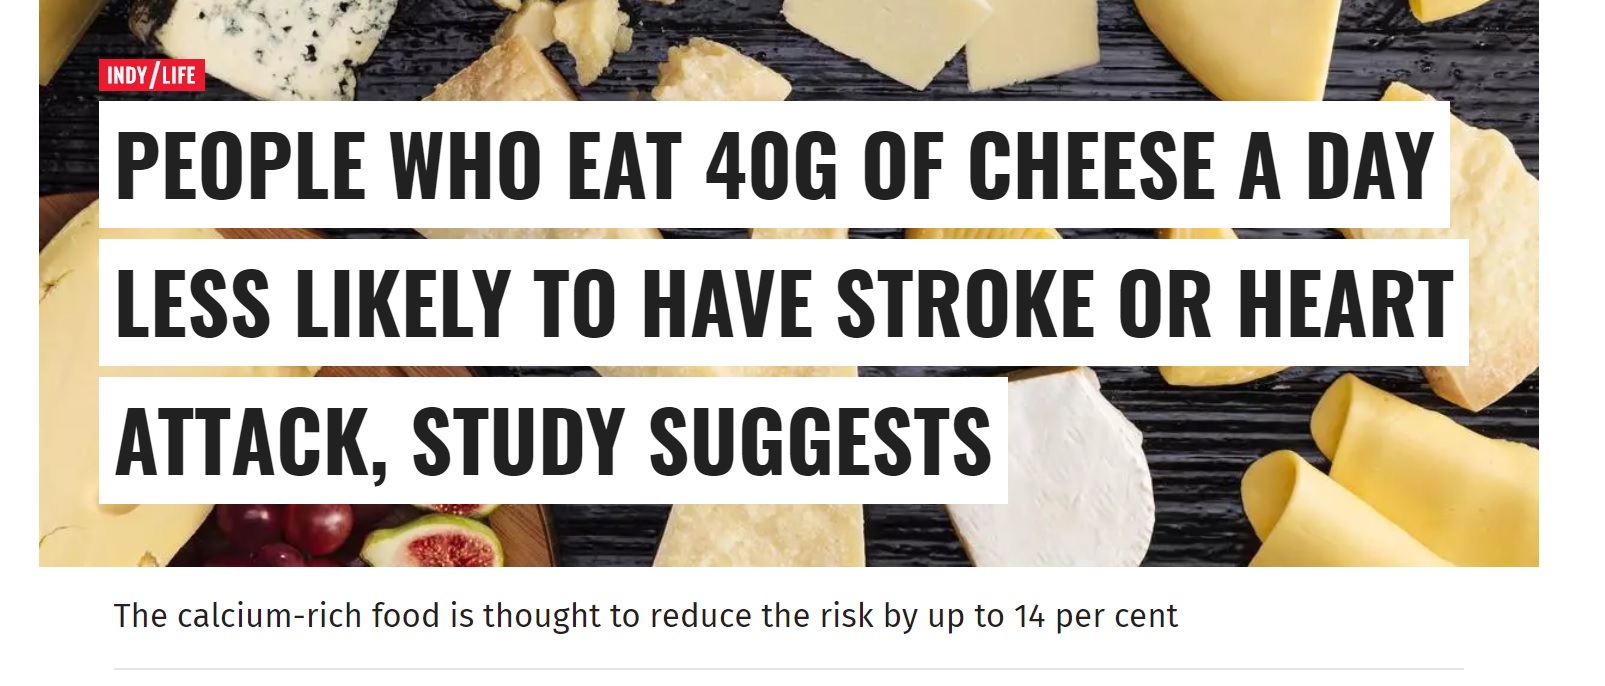 INDY/LIFE
PEOPLE WHO EAT 40G OF CHEESE A DAY
LESS LIKELY TO HAVE STROKE OR HEART
ATTACK, STUDY SUGGESTS
The calcium-rich food is thought to reduce the risk by up to 14 per cent